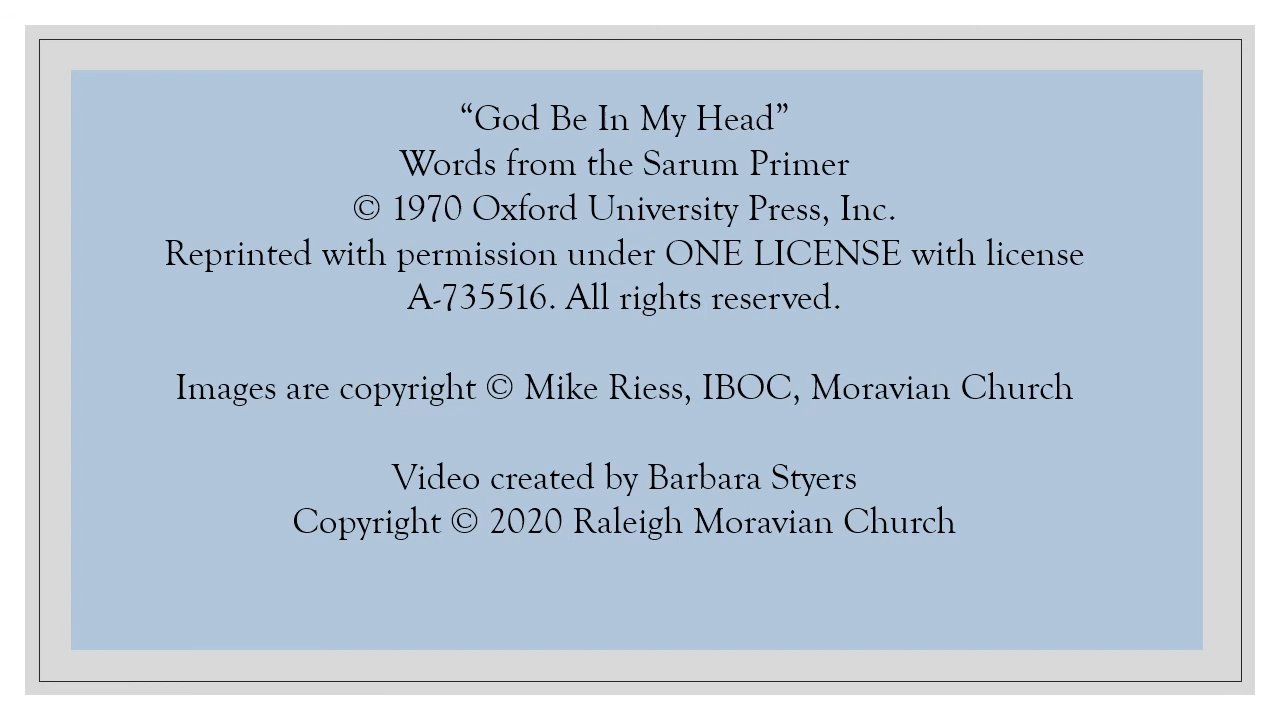 “God Be In My Head”
Words from the Sarum Primer
© 1970 Oxford University Press, Inc.
Reprinted with permission under ONE LICENSE with license
A-735516. All rights reserved.
Images are copyright © Mike Riess, IBOC, Moravian Church
Video created by Barbara Styers
Copyright © 2020 Raleigh Moravian Church